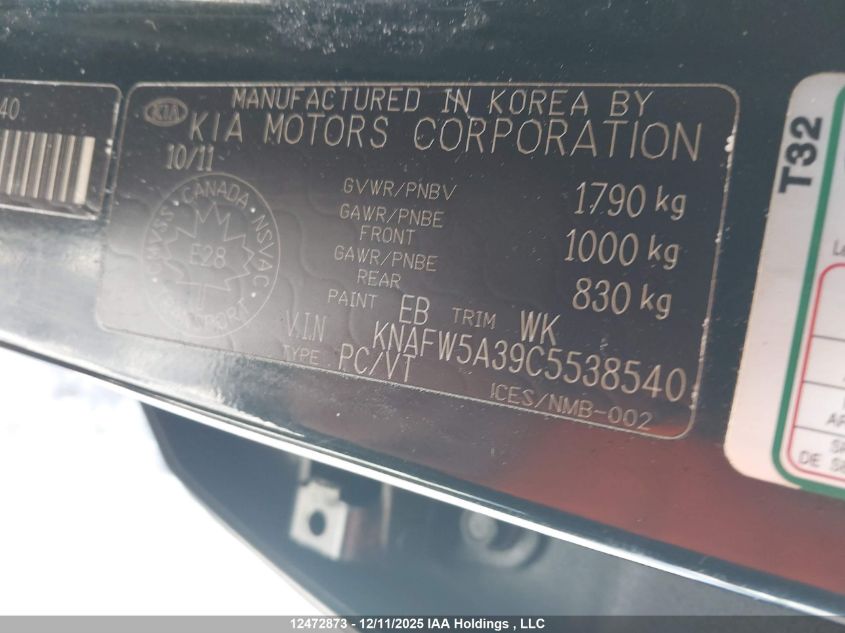 40
KIA
MANUFACTURED IN KOREA BY
KIA MOTORS CORPORATION
10/11
CANADA
NSVAC
TRANSPORT
E28
GVWR/PNBV 1790 kg
GAWR/PNBE FRONT 1000 kg
GAWR/PNBE REAR 830 kg
PAINT EB TRIM WK
V.I.N KNAFW5A39C5538540
TYPE PC/VT
ICES/NMB-002
T32
12472873 - 12/11/2025 IAA Holdings , LLC